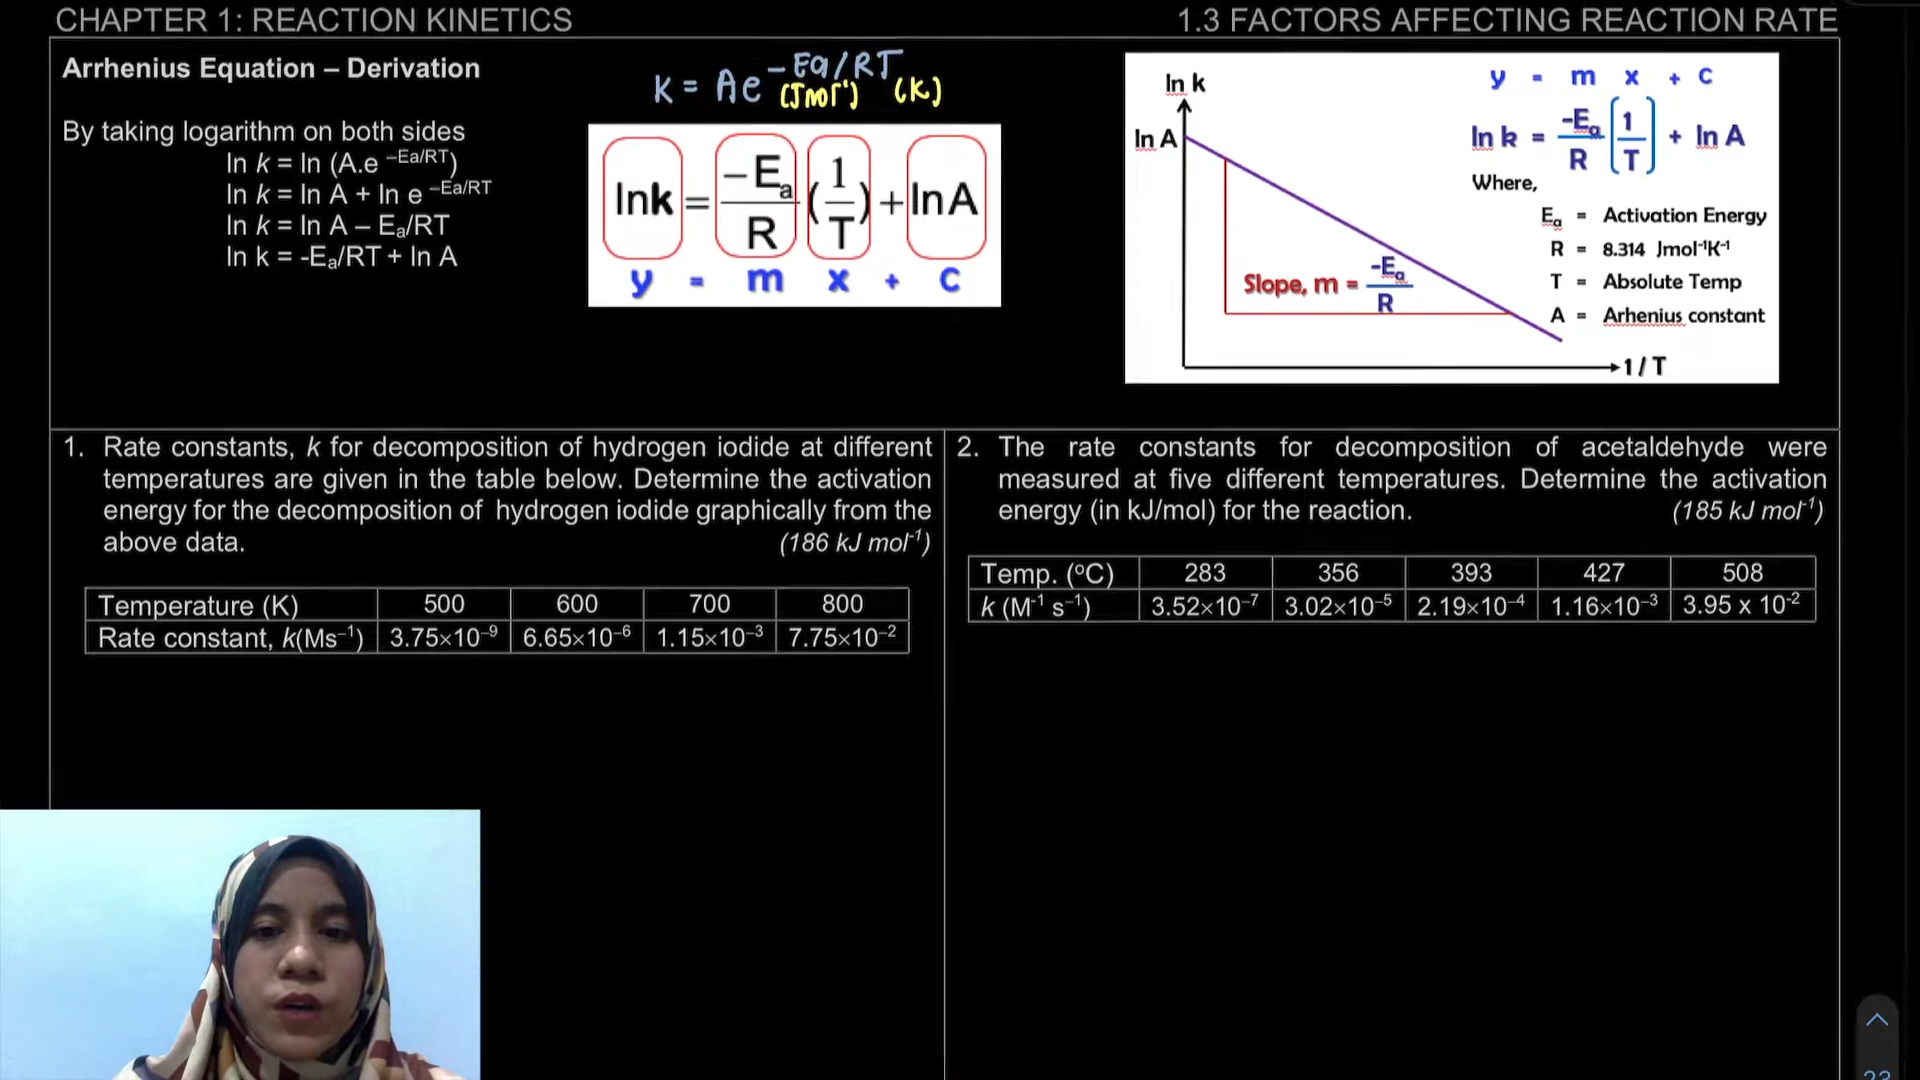 CHAPTER 1: REACTION KINETICS
1.3 FACTORS AFFECTING REACTION RATE
Arrhenius Equation – Derivation
By taking logarithm on both sides
ln k = ln (A.e ⁻ᴱᵃ/ᴿᵀ)
ln k = ln A + ln e ⁻ᴱᵃ/ᴿᵀ
ln k = ln A – Eₐ/RT
ln k = -Eₐ/RT + ln A
K = Ae -Ea/RT
(Jmol⁻¹) (K)
lnk = -Eₐ/R (1/T) + lnA
y = m x + c
ln k
ln A
Slope, m = -Eₐ/R
1 / T
y = m x + c
ln k = -Eₐ/R [1/T] + ln A
Where,
Eₐ = Activation Energy
R = 8.314 Jmol⁻¹K⁻¹
T = Absolute Temp
A = Arhenius constant
1. Rate constants, k for decomposition of hydrogen iodide at different
temperatures are given in the table below. Determine the activation
energy for the decomposition of hydrogen iodide graphically from the
above data. (186 kJ mol⁻¹)
Temperature (K) 500 600 700 800
Rate constant, k(Ms⁻¹) 3.75×10⁻⁹ 6.65×10⁻⁶ 1.15×10⁻³ 7.75×10⁻²
2. The rate constants for decomposition of acetaldehyde were
measured at five different temperatures. Determine the activation
energy (in kJ/mol) for the reaction. (185 kJ mol⁻¹)
Temp. (ºC) 283 356 393 427 508
k (M⁻¹ s⁻¹) 3.52×10⁻⁷ 3.02×10⁻⁵ 2.19×10⁻⁴ 1.16×10⁻³ 3.95 x 10⁻²